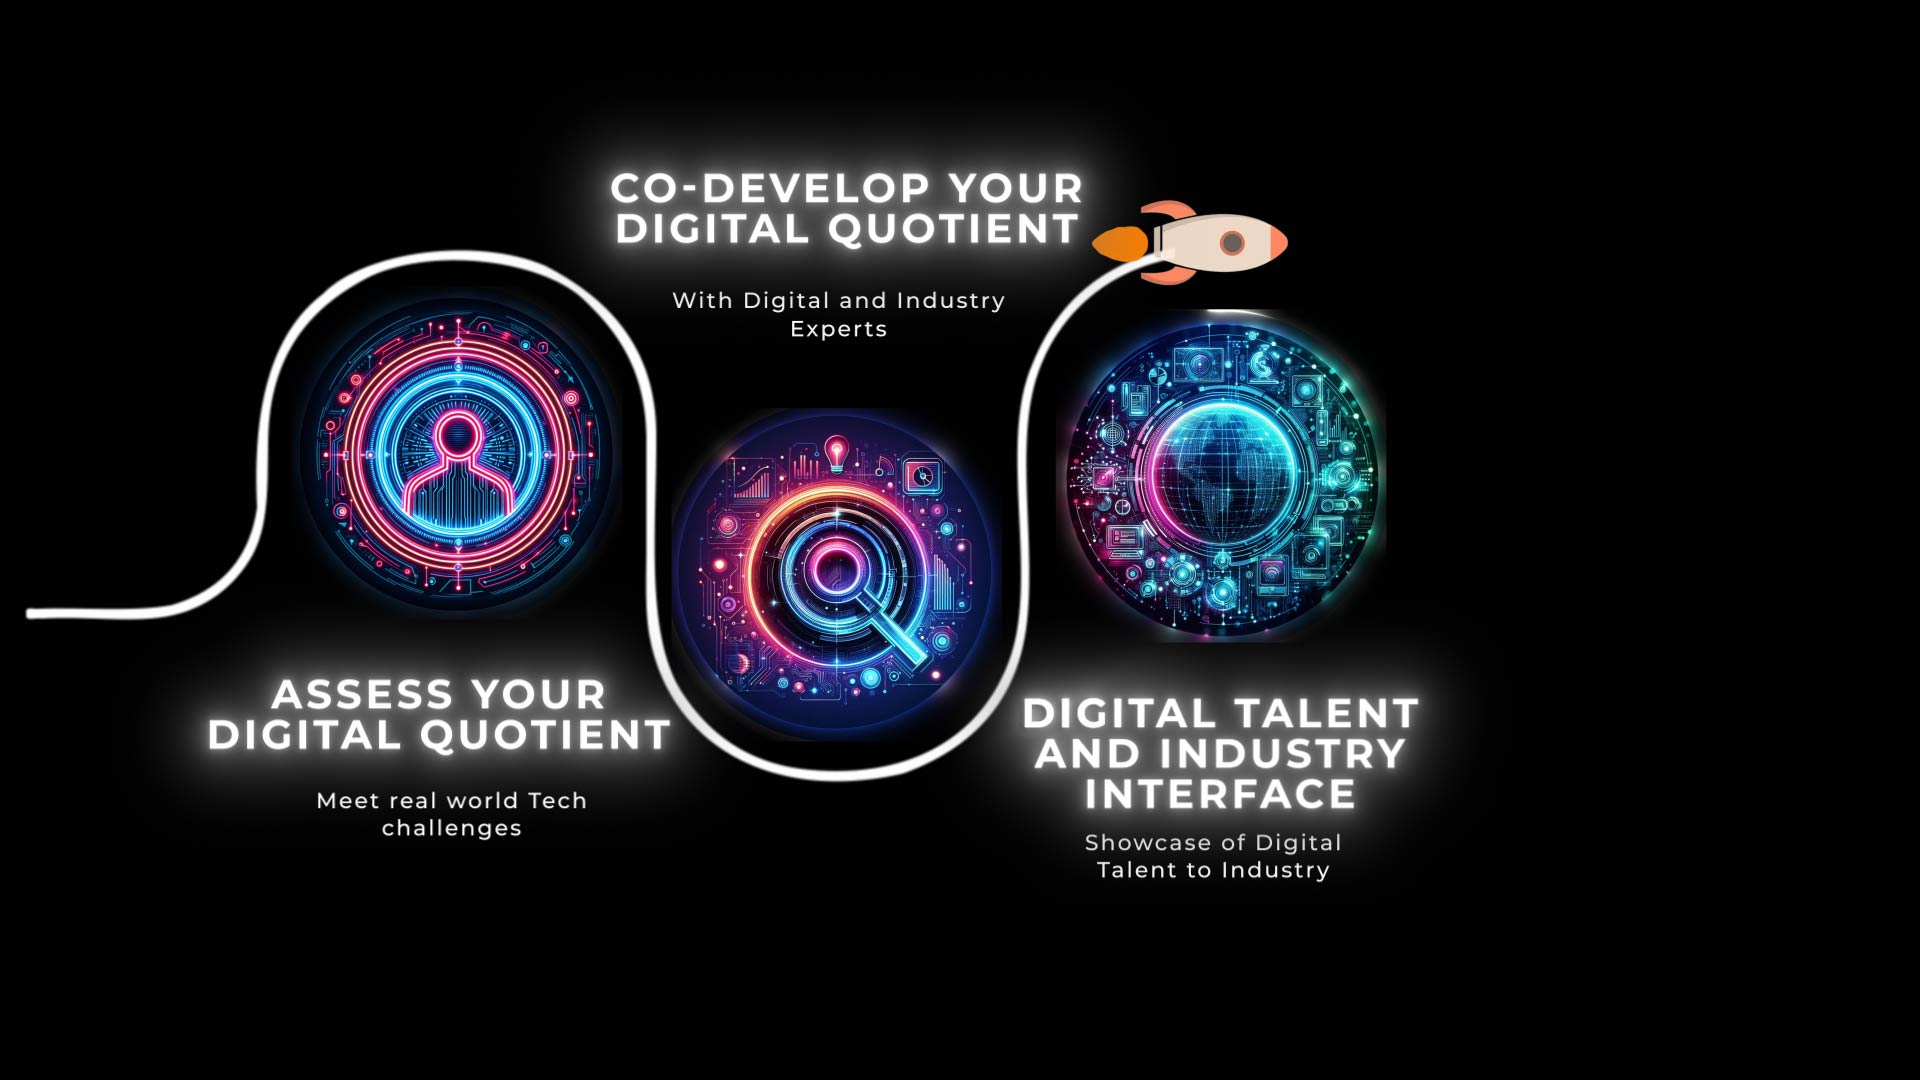 CO-DEVELOP YOUR
DIGITAL QUOTIENT
With Digital and Industry
Experts
ASSESS YOUR
DIGITAL QUOTIENT
Meet real world Tech
challenges
DIGITAL TALENT
AND INDUSTRY
INTERFACE
Showcase of Digital
Talent to Industry